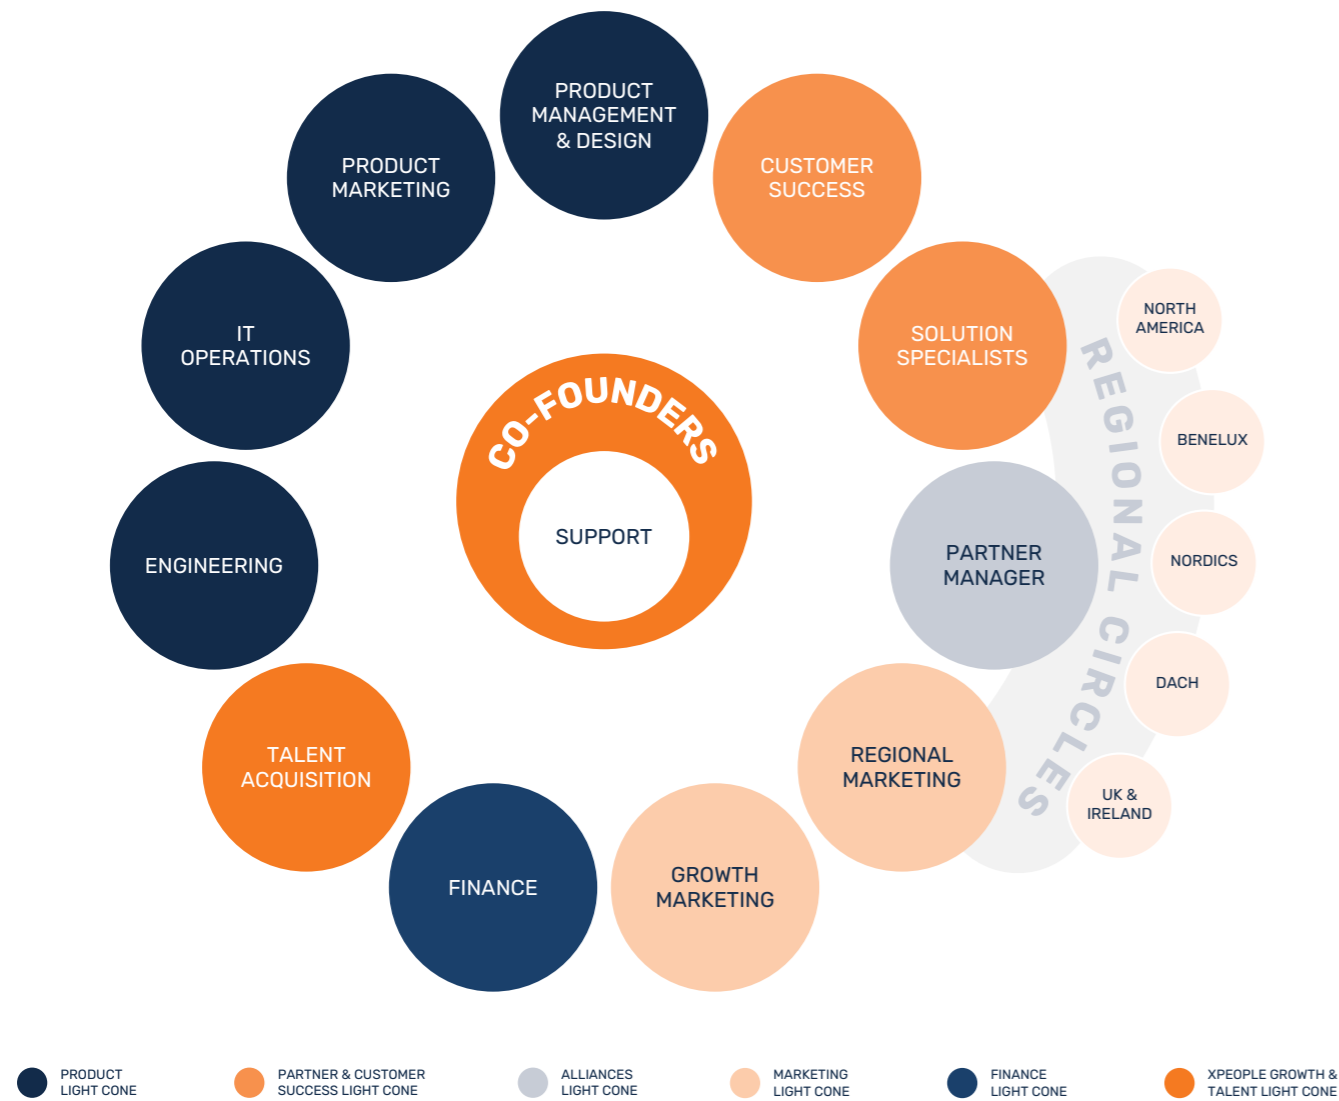 PRODUCT
MANAGEMENT
& DESIGN
PRODUCT
MARKETING
CUSTOMER
SUCCESS
IT
OPERATIONS
SOLUTION
SPECIALISTS
NORTH
AMERICA
BENELUX
NORDICS
DACH
UK &
IRELAND
REGIONAL CIRCLES
CO-FOUNDERS
SUPPORT
ENGINEERING
PARTNER
MANAGER
TALENT
ACQUISITION
REGIONAL
MARKETING
FINANCE
GROWTH
MARKETING
PRODUCT
LIGHT CONE
PARTNER & CUSTOMER
SUCCESS LIGHT CONE
ALLIANCES
LIGHT CONE
MARKETING
LIGHT CONE
FINANCE
LIGHT CONE
XPEOPLE GROWTH &
TALENT LIGHT CONE